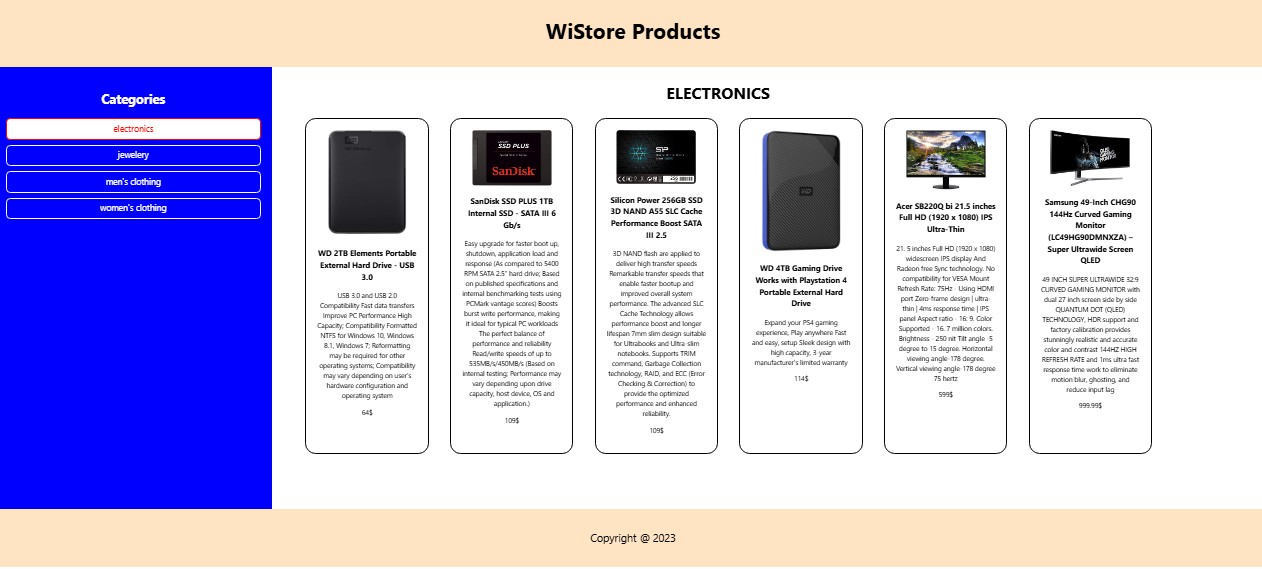 WiStore Products
Categories
electronics
jewelery
men's clothing
women's clothing
ELECTRONICS
WD 2TB Elements Portable
External Hard Drive - USB
3.0
USB 3.0 and USB 2.0
Compatibility Fast data transfers
Improve PC Performance High
Capacity; Compatibility Formatted
NTFS for Windows 10, Windows
8.1, Windows 7; Reformatting
may be required for other
operating systems; Compatibility
may vary depending on user's
hardware configuration and
operating system
64$
SSD PLUS
SanDisk
SanDisk SSD PLUS 1TB
Internal SSD - SATA III 6
Gb/s
Easy upgrade for faster boot up,
shutdown, application load and
response (As compared to 5400
RPM SATA 2.5" hard drive; Based
on published specifications and
internal benchmarking tests using
PCMark vantage scores) Boosts
burst write performance, making
it ideal for typical PC workloads
The perfect balance of
performance and reliability
Read/write speeds of up to
535MB/s/450MB/s (Based on
internal testing; Performance may
vary depending upon drive
capacity, host device, OS and
application.)
109$
SP
Silicon Power 256GB SSD
3D NAND A55 SLC Cache
Performance Boost SATA
III 2.5
3D NAND flash are applied to
deliver high transfer speeds
Remarkable transfer speeds that
enable faster bootup and
improved overall system
performance. The advanced SLC
Cache Technology allows
performance boost and longer
lifespan 7mm slim design suitable
for Ultrabooks and Ultra-slim
notebooks. Supports TRIM
command, Garbage Collection
technology, RAID, and ECC (Error
Checking & Correction) to
provide the optimized
performance and enhanced
reliability.
109$
WD
WD 4TB Gaming Drive
Works with Playstation 4
Portable External Hard
Drive
Expand your PS4 gaming
experience, Play anywhere Fast
and easy, setup Sleek design with
high capacity, 3-year
manufacturer's limited warranty
114$
Acer SB220Q bi 21.5 inches
Full HD (1920 x 1080) IPS
Ultra-Thin
21. 5 inches Full HD (1920 x 1080)
widescreen IPS display And
Radeon free Sync technology. No
compatibility for VESA Mount
Refresh Rate: 75Hz - Using HDMI
port Zero-frame design | ultra-
thin | 4ms response time | IPS
panel Aspect ratio - 16: 9. Color
Supported - 16. 7 million colors.
Brightness - 250 nit Tilt angle -5
degree to 15 degree. Horizontal
viewing angle-178 degree.
Vertical viewing angle-178 degree
75 hertz
599$
Samsung 49-Inch CHG90
144Hz Curved Gaming
Monitor
(LC49HG90DMNXZA) –
Super Ultrawide Screen
QLED
49 INCH SUPER ULTRAWIDE 32:9
CURVED GAMING MONITOR with
dual 27 inch screen side by side
QUANTUM DOT (QLED)
TECHNOLOGY, HDR support and
factory calibration provides
stunningly realistic and accurate
color and contrast 144HZ HIGH
REFRESH RATE and 1ms ultra fast
response time work to eliminate
motion blur, ghosting, and
reduce input lag
999.99$
Copyright @ 2023